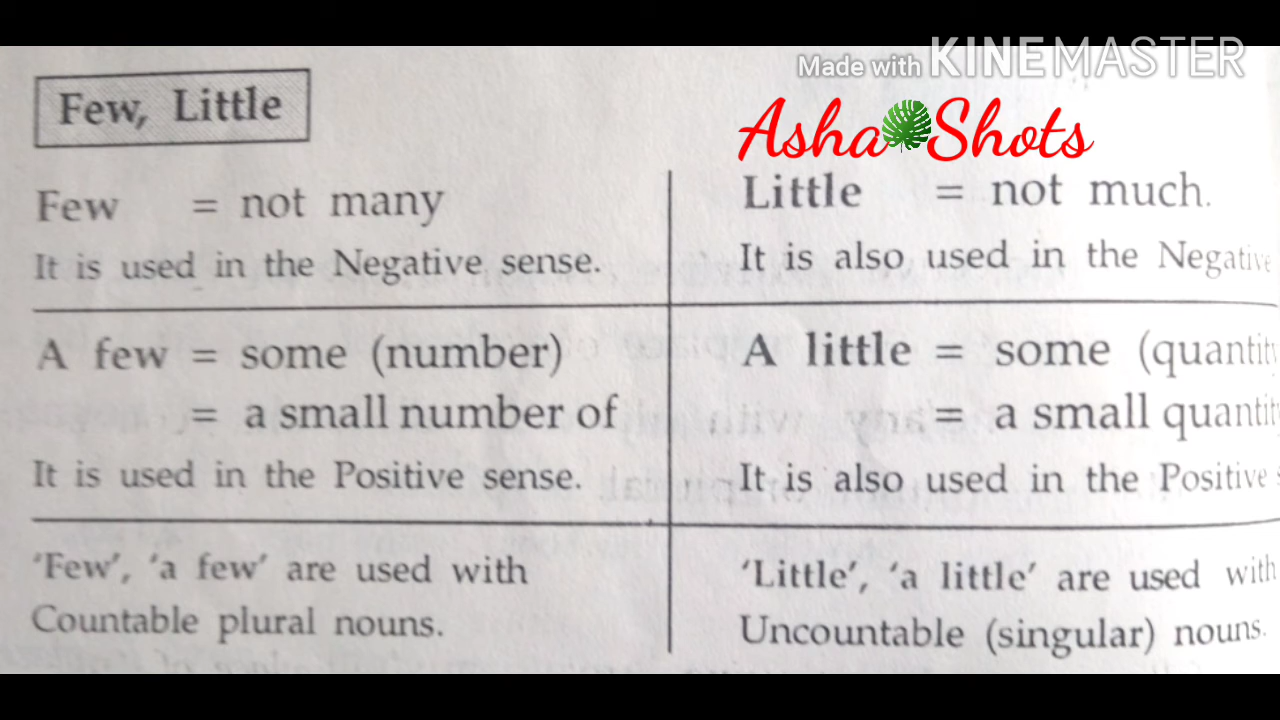 Made with KINEMASTER
Asha Shots
Few, Little
Few = not many
It is used in the Negative sense.
Little = not much.
It is also used in the Negative
A few = some (number)
= a small number of
It is used in the Positive sense.
A little = some (quantity
= a small quantit
It is also used in the Positive s
'Few', 'a few' are used with
Countable plural nouns.
'Little', 'a little' are used with
Uncountable (singular) nouns.